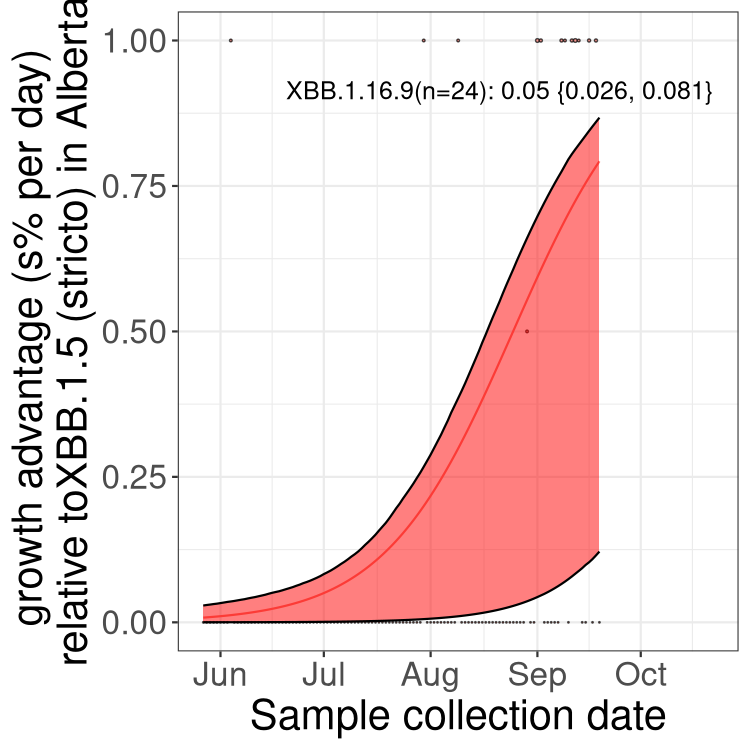 growth advantage (s% per day)
relative toXBB.1.5 (stricto) in Alberta
1.00
0.75
0.50
0.25
0.00
XBB.1.16.9(n=24): 0.05 {0.026, 0.081}
Jun Jul Aug Sep Oct
Sample collection date